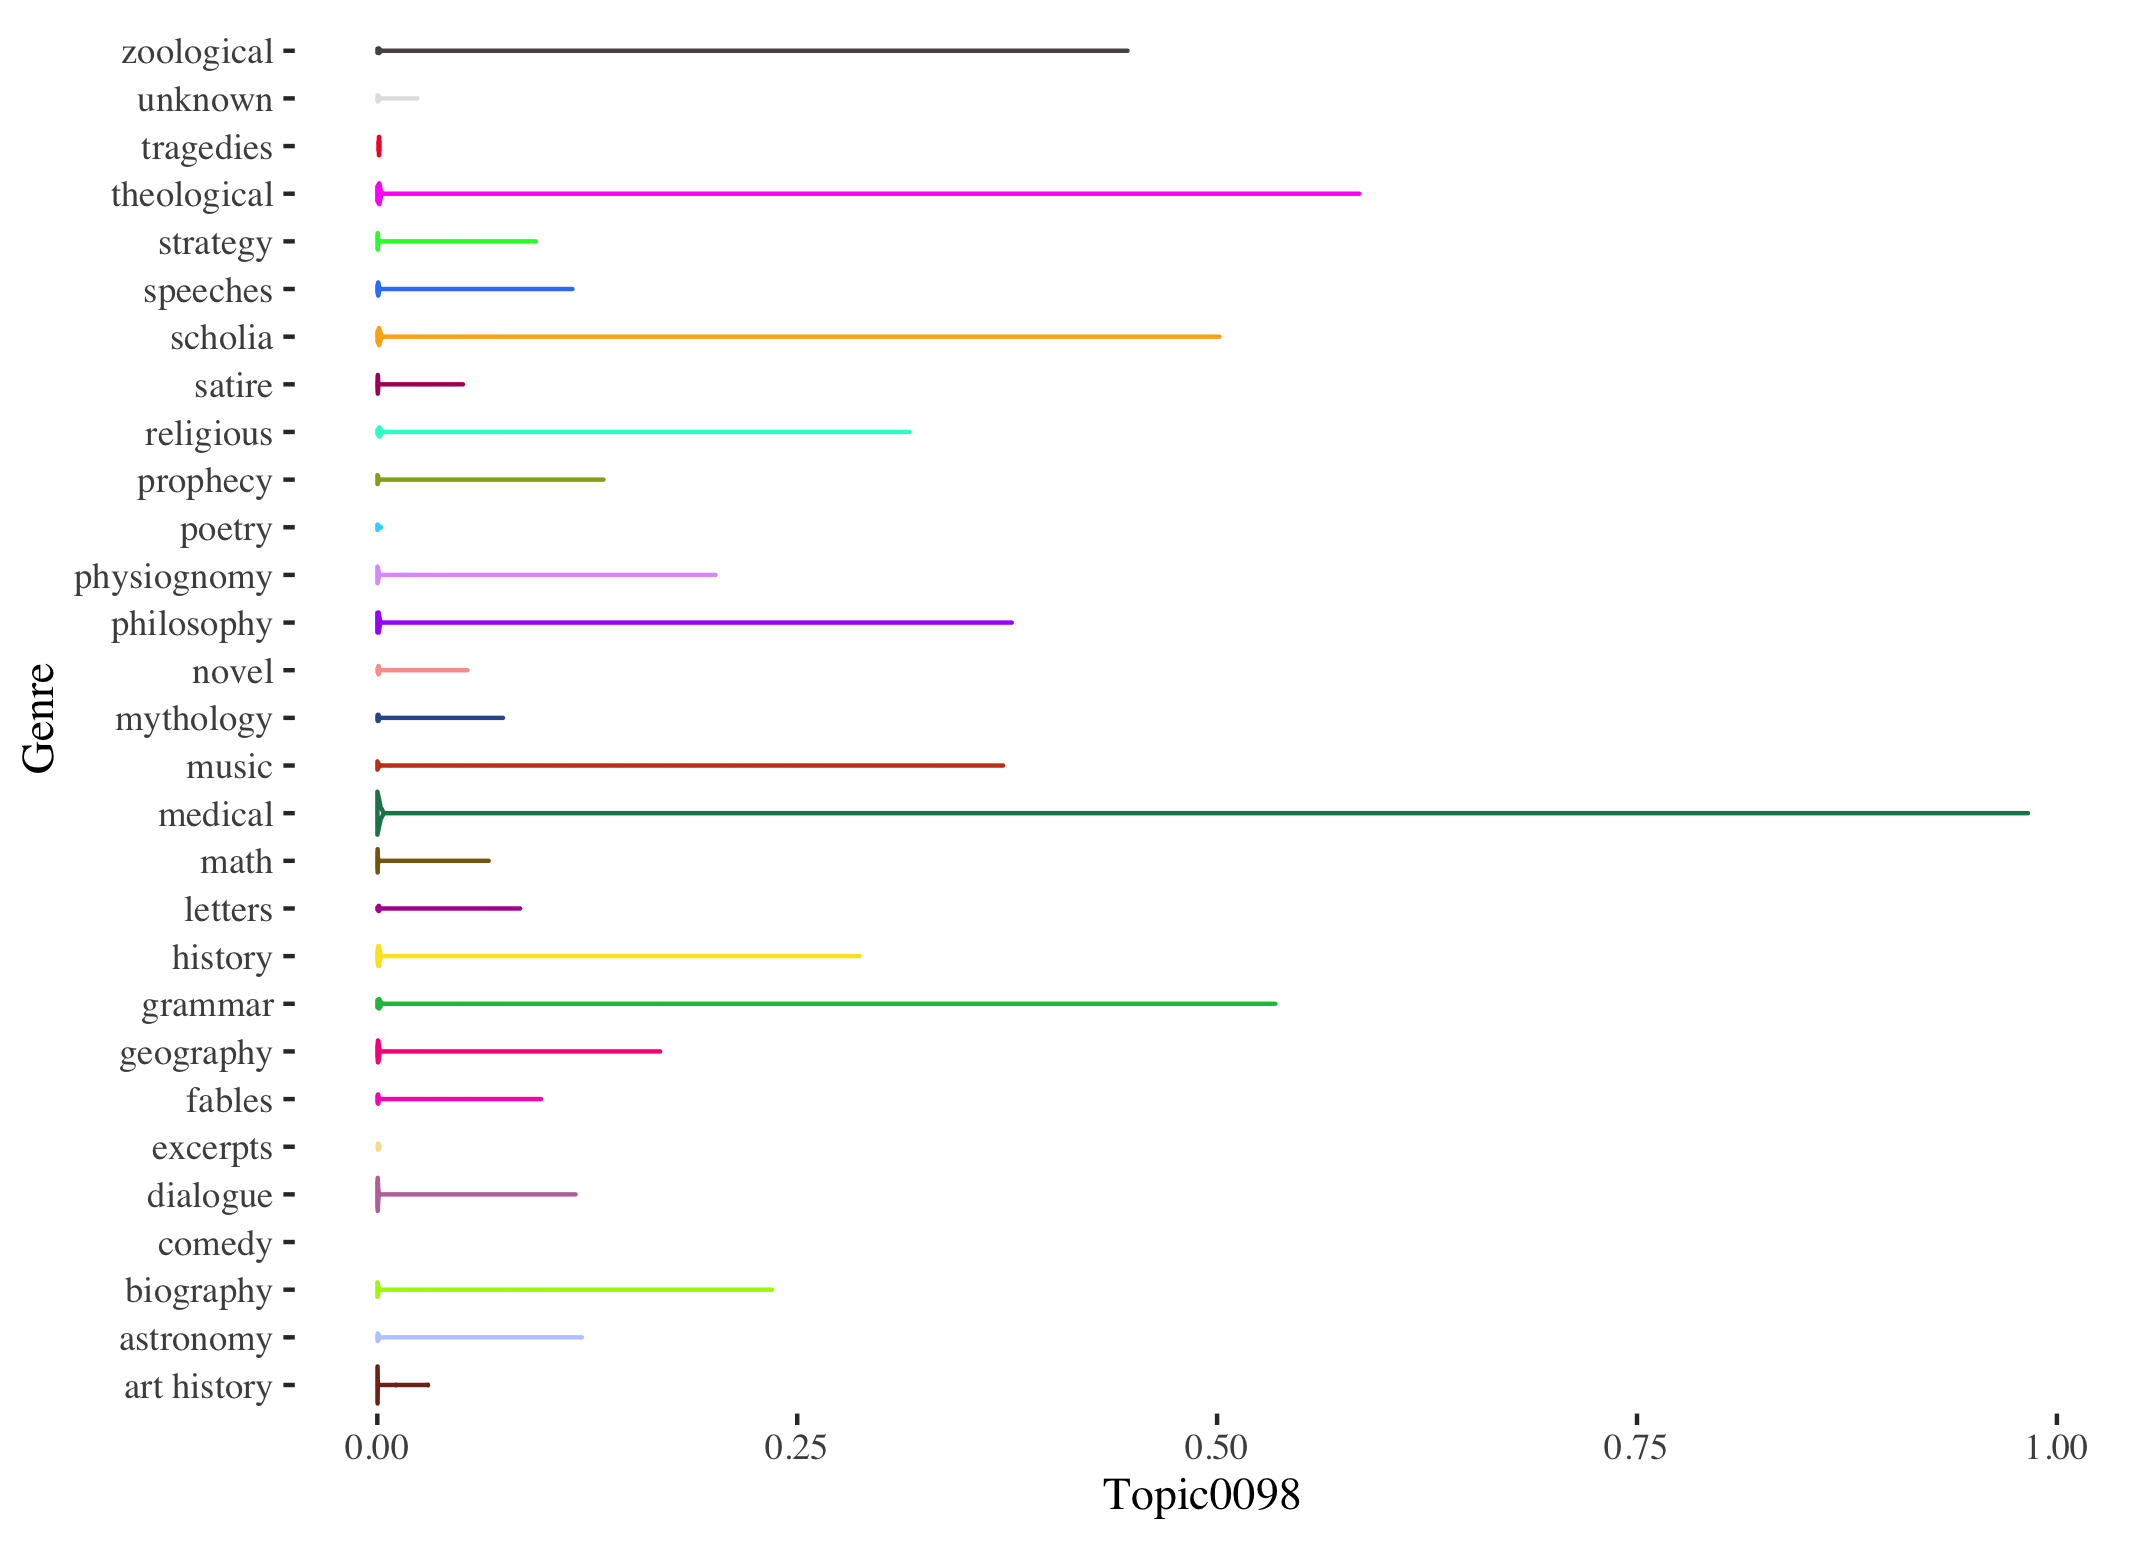 zoological
unknown
tragedies
theological
strategy
speeches
scholia
satire
religious
prophecy
poetry
physiognomy
philosophy
novel
mythology
music
medical
math
letters
history
grammar
geography
fables
excerpts
dialogue
comedy
biography
astronomy
art history
Genre
0.00 0.25 0.50 0.75 1.00
Topic0098